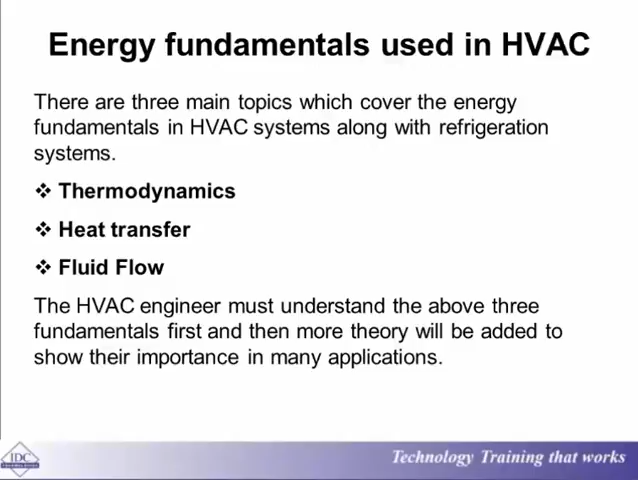 Energy fundamentals used in HVAC
There are three main topics which cover the energy
fundamentals in HVAC systems along with refrigeration
systems.
❖ Thermodynamics
❖ Heat transfer
❖ Fluid Flow
The HVAC engineer must understand the above three
fundamentals first and then more theory will be added to
show their importance in many applications.
IDC
Technology Training that works